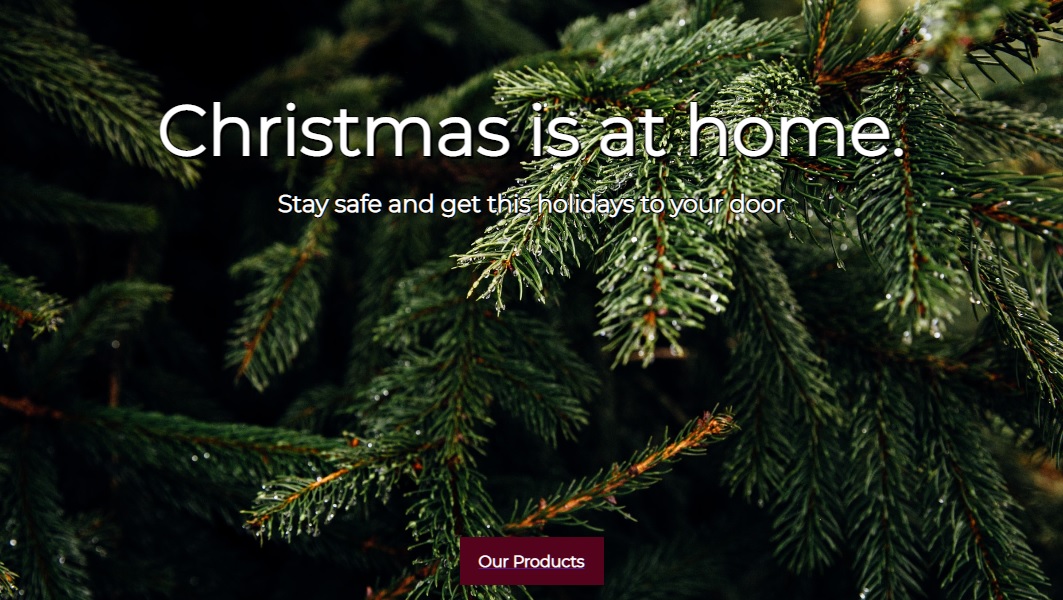 Christmas is at home.
Stay safe and get this holidays to your door
Our Products